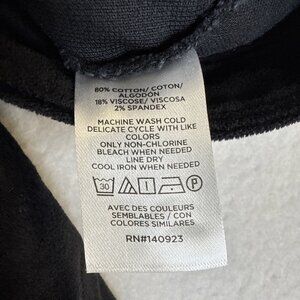 80% COTTON/ COTON/
ALGODON
18% VISCOSE/ VISCOSA
2% SPANDEX
MACHINE WASH COLD
DELICATE CYCLE WITH LIKE
COLORS
ONLY NON-CHLORINE
BLEACH WHEN NEEDED
LINE DRY
COOL IRON WHEN NEEDED
30 P
AVEC DES COULEURS
SEMBLABLES / CON
COLORES SIMILARES
RN#140923